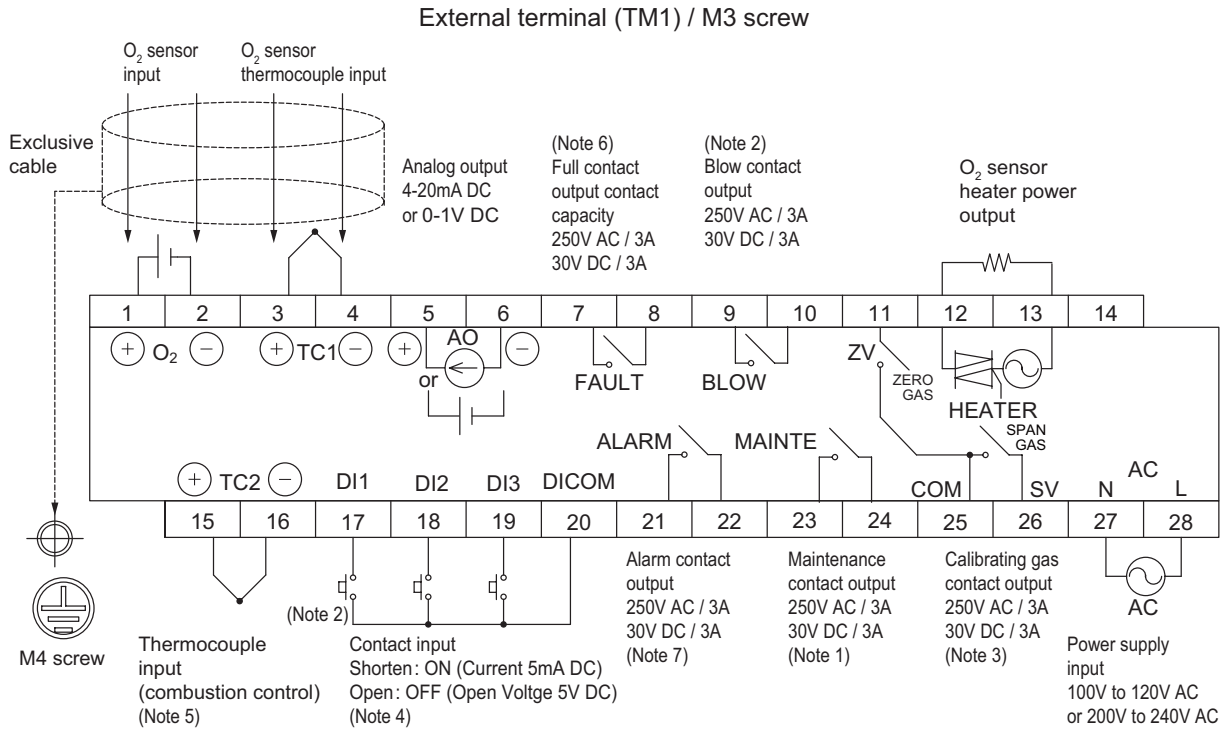 External terminal (TM1) / M3 screw
O2 sensor
input
O2 sensor
thermocouple input
Exclusive
cable
Analog output
4-20mA DC
or 0-1V DC
(Note 6)
Full contact
output contact
capacity
250V AC / 3A
30V DC / 3A
(Note 2)
Blow contact
output
250V AC / 3A
30V DC / 3A
O2 sensor
heater power
output
1 2 3 4 5 6 7 8 9 10 11 12 13 14
+ O2 − + TC1 − + AO −
or
FAULT
BLOW
ZV
ZERO
GAS
HEATER
SPAN
GAS
ALARM
MAINTE
+ TC2 − DI1 DI2 DI3 DICOM
COM SV N AC L
15 16 17 18 19 20 21 22 23 24 25 26 27 28
M4 screw
Thermocouple
input
(combustion control)
(Note 5)
(Note 2)
Contact input
Shorten: ON (Current 5mA DC)
Open: OFF (Open Voltge 5V DC)
(Note 4)
Alarm contact
output
250V AC / 3A
30V DC / 3A
(Note 7)
Maintenance
contact output
250V AC / 3A
30V DC / 3A
(Note 1)
Calibrating gas
contact output
250V AC / 3A
30V DC / 3A
(Note 3)
AC
Power supply
input
100V to 120V AC
or 200V to 240V AC